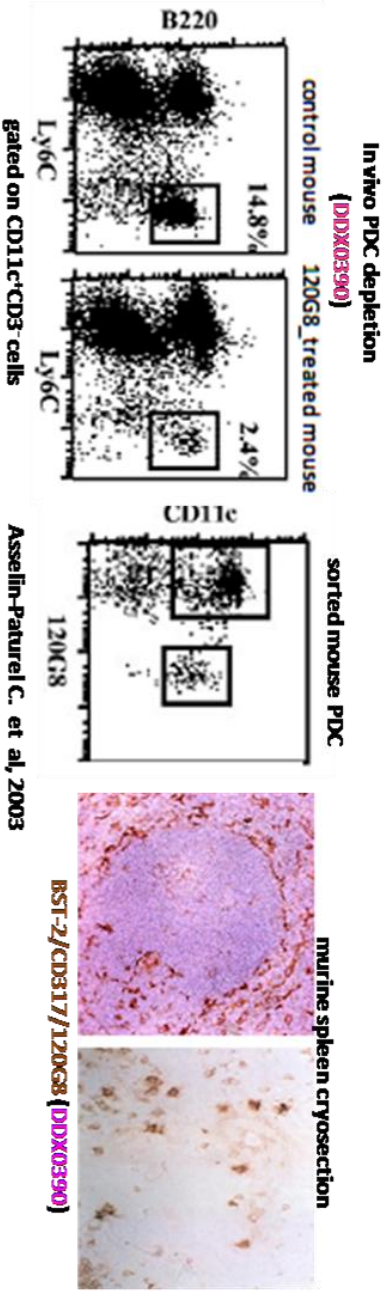 In vivo PDC depletion
(DDX0390)
control mouse
120G8_treated mouse
14.8%
2.4%
B220
Ly6C
Ly6C
gated on CD11c⁺CD3⁻ cells
sorted mouse PDC
CD11c
120G8
Asselin-Paturel C. et al, 2003
murine spleen cryosection
BST-2/CD317/120G8 (DDX0390)